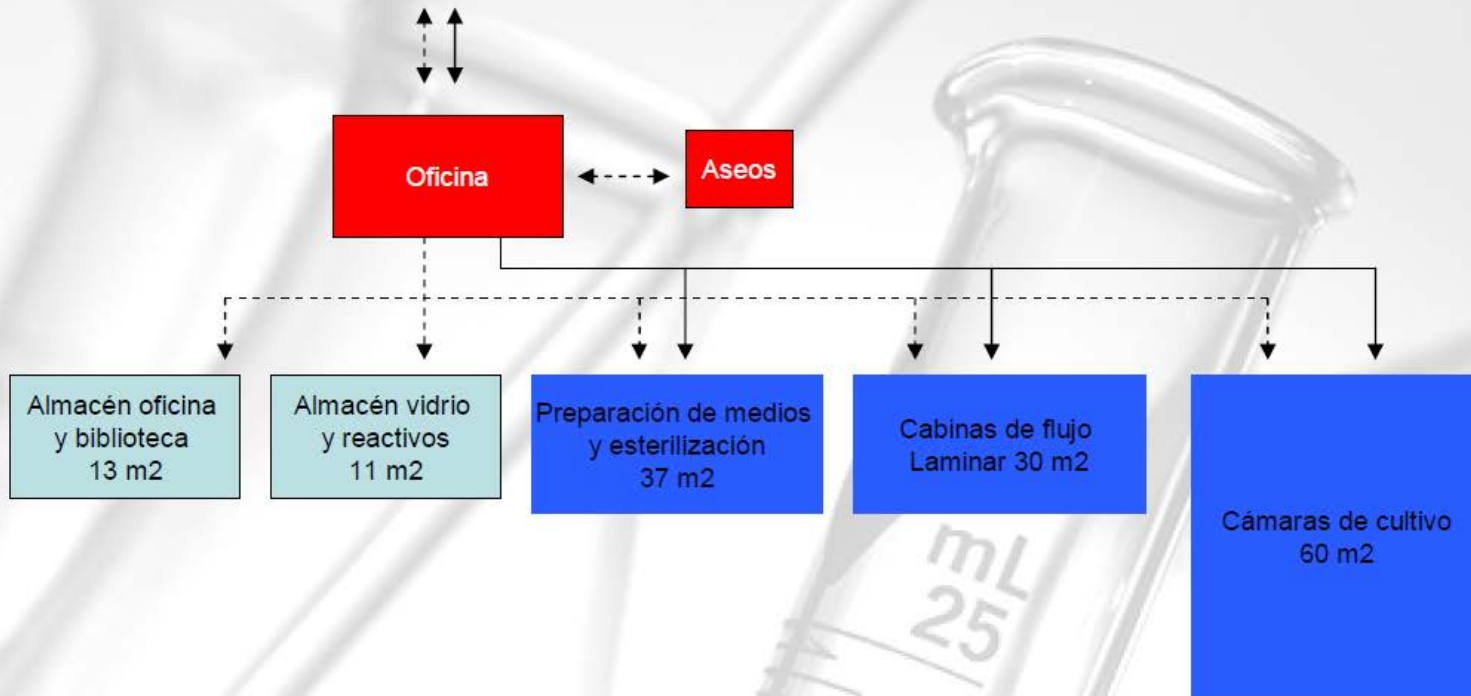 Oficina
Aseos
Almacén oficina
y biblioteca
13 m2
Almacén vidrio
y reactivos
11 m2
Preparación de medios
y esterilización
37 m2
Cabinas de flujo
Laminar 30 m2
Cámaras de cultivo
60 m2
mL
25